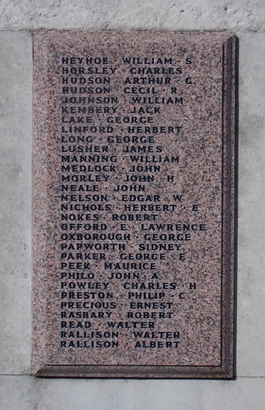 HEYHOE · WILLIAM · S
HORSLEY · CHARLES
HUDSON · ARTHUR · G
HUDSON · CECIL · R
JOHNSON · WILLIAM
KENBERY · JACK
LAKE · GEORGE
LINFORD · HERBERT
LONG · GEORGE
LUSHER · JAMES
MANNING · WILLIAM
MEDLOCK · JOHN
MORLEY · JOHN · H
NEALE · JOHN
NELSON · EDGAR · W
NICHOLS · HERBERT · E
NOKES · ROBERT
OFFORD · E · LAWRENCE
OXBOROUGH · GEORGE
PAPWORTH · SIDNEY
PARKER · GEORGE · E
PEEK · MAURICE
PHILO · JOHN · A
POWLEY · CHARLES · H
PRESTON · PHILIP · C
PRECIOUS · ERNEST
RASBARY · ROBERT
READ · WALTER
RALLISON · WALTER
RALLISON · ALBERT